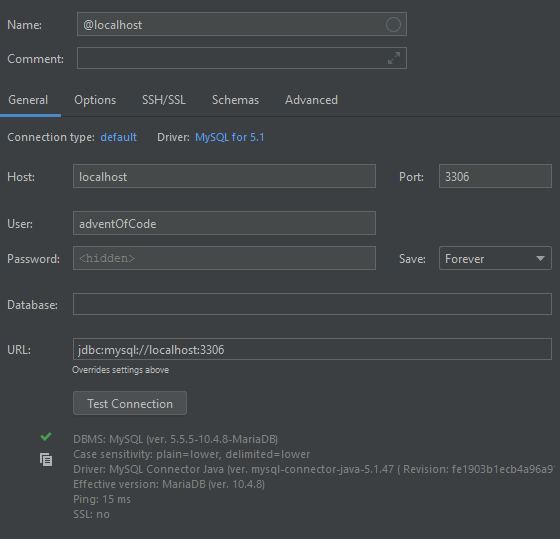 Name: @localhost
Comment:
General Options SSH/SSL Schemas Advanced
Connection type: default Driver: MySQL for 5.1
Host: localhost Port: 3306
User: adventOfCode
Password: <hidden> Save: Forever
Database:
URL: jdbc:mysql://localhost:3306
Overrides settings above
Test Connection
DBMS: MySQL (ver. 5.5.5-10.4.8-MariaDB)
Case sensitivity: plain=lower, delimited=lower
Driver: MySQL Connector Java (ver. mysql-connector-java-5.1.47 ( Revision: fe1903b1ecb4a96a9
Effective version: MariaDB (ver. 10.4.8)
Ping: 15 ms
SSL: no